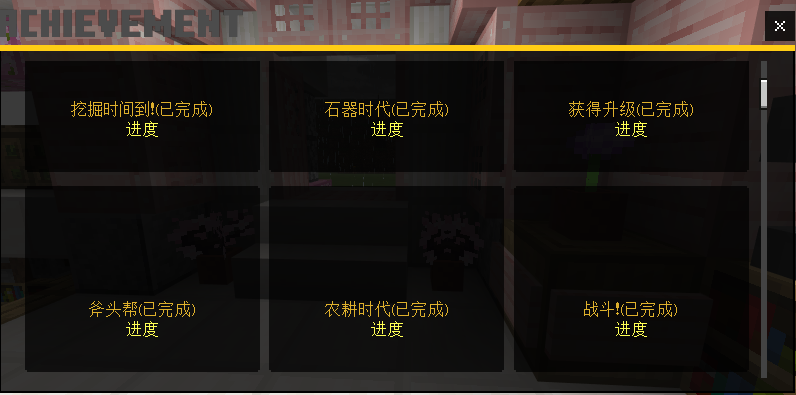 ACHIEVEMENT
挖掘时间到!(已完成)
进度
石器时代(已完成)
进度
获得升级(已完成)
进度
斧头帮(已完成)
进度
农耕时代(已完成)
进度
战斗!(已完成)
进度